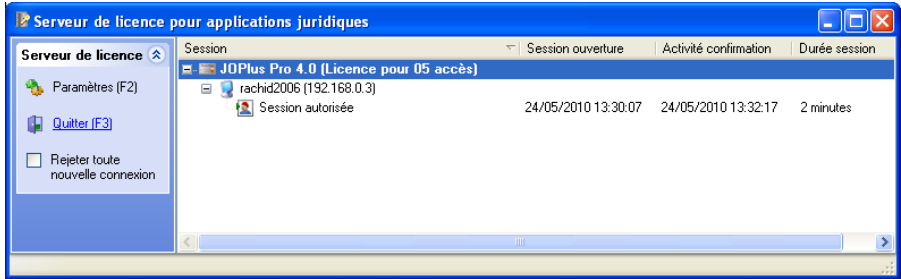 Serveur de licence pour applications juridiques
Serveur de licence
Paramètres (F2)
Quitter (F3)
Rejeter toute
nouvelle connexion
Session Session ouverture Activité confirmation Durée session
JOPlus Pro 4.0 (Licence pour 05 accès)
rachid2006 (192.168.0.3)
Session autorisée 24/05/2010 13:30:07 24/05/2010 13:32:17 2 minutes